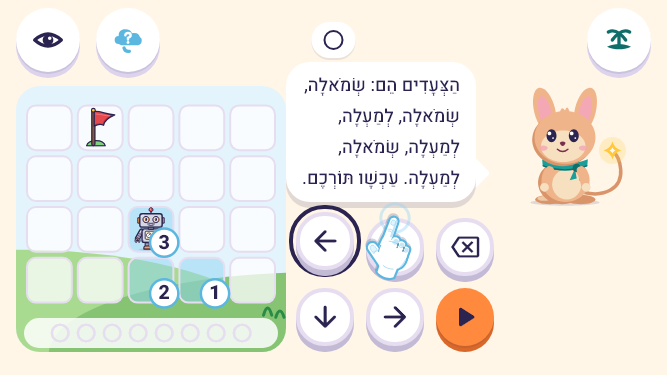 הַצְּעָדִים הֵם: שְׂמֹאלָה,
שְׂמֹאלָה, לְמַעְלָה,
לְמַעְלָה, שְׂמֹאלָה,
לְמַעְלָה. עַכְשָׁו תּוֹרְכֶם.
3
2
1
?